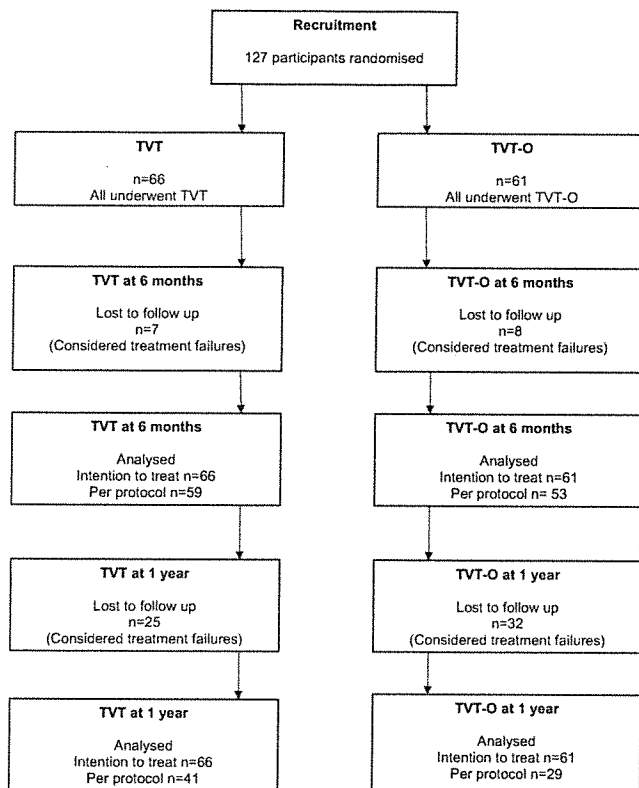 Recruitment
127 participants randomised
TVT
n=66
All underwent TVT
TVT-O
n=61
All underwent TVT-O
TVT at 6 months
Lost to follow up
n=7
(Considered treatment failures)
TVT-O at 6 months
Lost to follow up
n=8
(Considered treatment failures)
TVT at 6 months
Analysed
Intention to treat n=66
Per protocol n=59
TVT-O at 6 months
Analysed
Intention to treat n=61
Per protocol n= 53
TVT at 1 year
Lost to follow up
n=25
(Considered treatment failures)
TVT-O at 1 year
Lost to follow up
n=32
(Considered treatment failures)
TVT at 1 year
Analysed
Intention to treat n=66
Per protocol n=41
TVT-O at 1 year
Analysed
Intention to treat n=61
Per protocol n=29